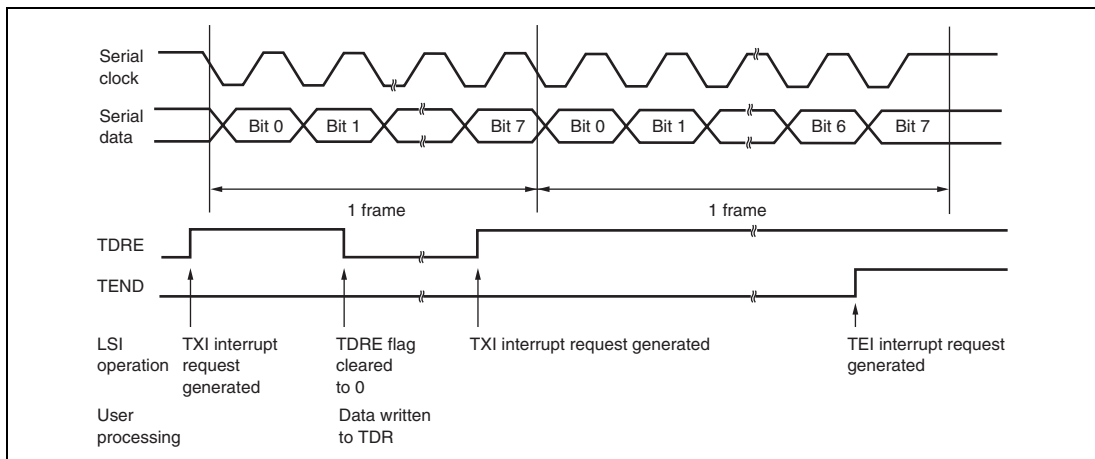 Serial
clock
Serial
data
Bit 0
Bit 1
Bit 7
Bit 0
Bit 1
Bit 6
Bit 7
1 frame
1 frame
TDRE
TEND
LSI
operation
TXI interrupt
request
generated
TDRE flag
cleared
to 0
TXI interrupt request generated
TEI interrupt request
generated
User
processing
Data written
to TDR